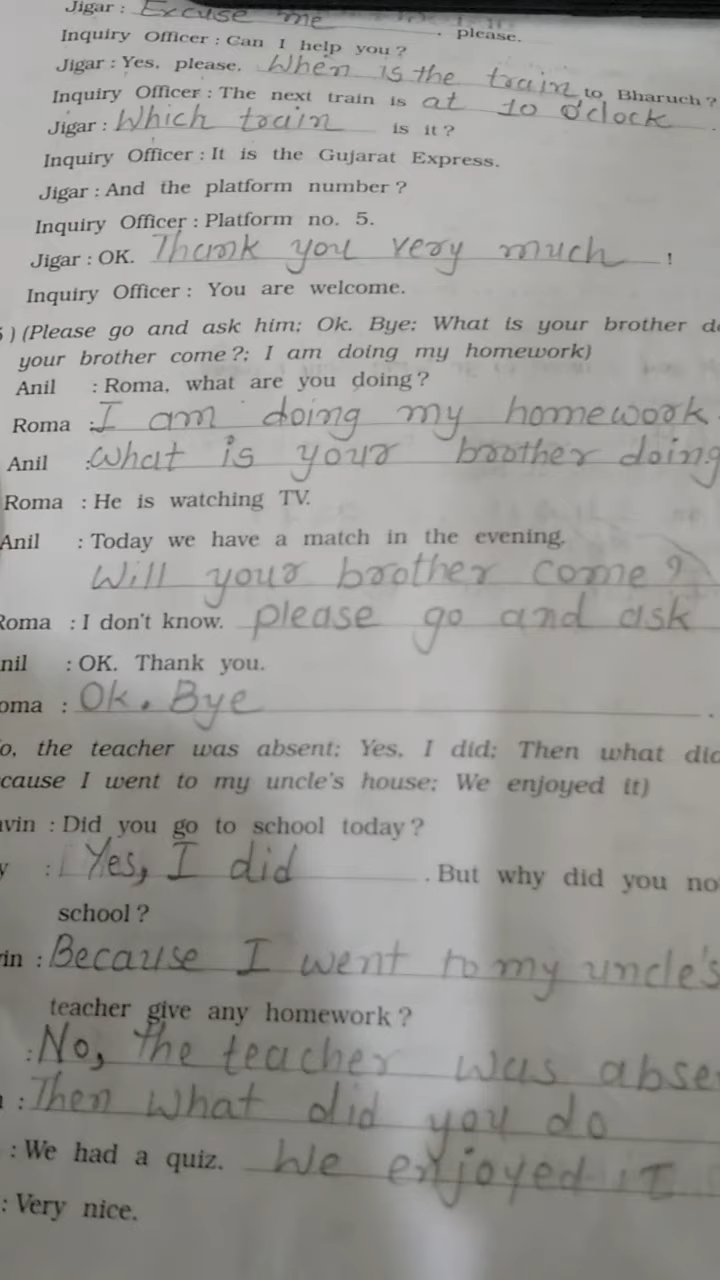 Jigar : Excuse me . please.
Inquiry Officer : Can I help you ?
Jigar : Yes, please. When is the train to Bharuch ?
Inquiry Officer : The next train is at 10 o'clock .
Jigar : Which train is it ?
Inquiry Officer : It is the Gujarat Express.
Jigar : And the platform number ?
Inquiry Officer : Platform no. 5.
Jigar : OK. Thank you very much !
Inquiry Officer : You are welcome.
) (Please go and ask him; Ok. Bye; What is your brother
your brother come ?; I am doing my homework)
Anil : Roma, what are you doing ?
Roma : I am doing my homework.
Anil : What is your brother doing
Roma : He is watching TV.
Anil : Today we have a match in the evening.
Will your brother come ?
Roma : I don't know. please go and ask
nil : OK. Thank you.
oma : Ok. Bye .
o, the teacher was absent; Yes, I did; Then what did
cause I went to my uncle's house; We enjoyed it)
vin : Did you go to school today ?
y : Yes, I did . But why did you no
school ?
in : Because I went to my uncle's
teacher give any homework ?
: No, the teacher was abse
: Then what did you do
: We had a quiz. We enjoyed it
: Very nice.